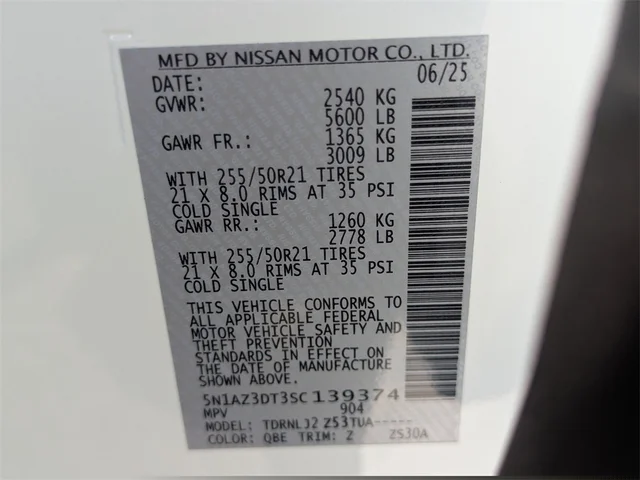 MFD BY NISSAN MOTOR CO., LTD.
DATE: 06/25
GVWR: 2540 KG
5600 LB
GAWR FR.: 1365 KG
3009 LB
WITH 255/50R21 TIRES
21 X 8.0 RIMS AT 35 PSI
COLD SINGLE
GAWR RR.: 1260 KG
2778 LB
WITH 255/50R21 TIRES
21 X 8.0 RIMS AT 35 PSI
COLD SINGLE
THIS VEHICLE CONFORMS TO
ALL APPLICABLE FEDERAL
MOTOR VEHICLE SAFETY AND
THEFT PREVENTION
STANDARDS IN EFFECT ON
THE DATE OF MANUFACTURE
SHOWN ABOVE.
5N1AZ3DT3SC139374
MPV 904
MODEL: TDRNLJ2 Z53TUA-----
COLOR: QBE TRIM: Z ZS30A